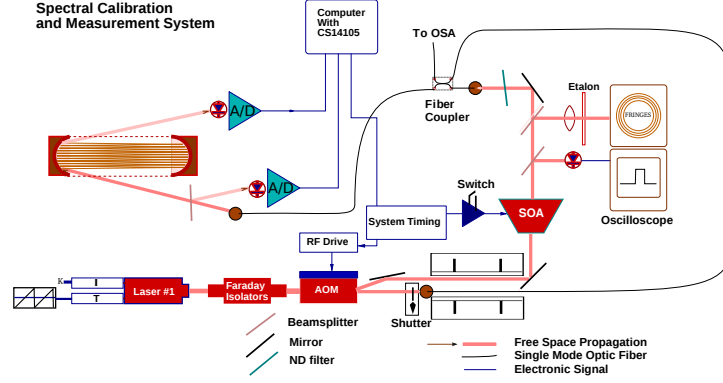 Spectral Calibration
and Measurement System
Computer
With
CS14105
To OSA
A/D
Fiber
Coupler
Etalon
FRINGES
A/D
Switch
System Timing
SOA
Oscilloscope
RF Drive
K
I
T
Laser #1
Faraday
Isolators
AOM
Shutter
Beamsplitter
Mirror
ND filter
Free Space Propagation
Single Mode Optic Fiber
Electronic Signal